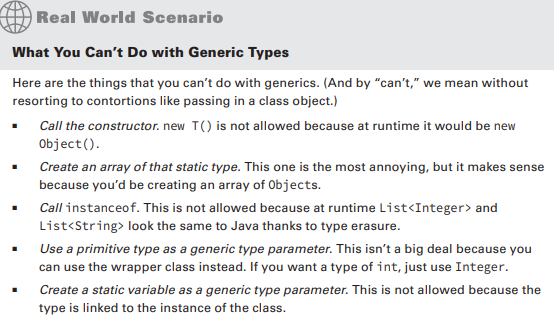 Real World Scenario
What You Can’t Do with Generic Types
Here are the things that you can’t do with generics. (And by “can’t,” we mean without
resorting to contortions like passing in a class object.)
▪ Call the constructor. new T() is not allowed because at runtime it would be new
Object().
▪ Create an array of that static type. This one is the most annoying, but it makes sense
because you’d be creating an array of Objects.
▪ Call instanceof. This is not allowed because at runtime List<Integer> and
List<String> look the same to Java thanks to type erasure.
▪ Use a primitive type as a generic type parameter. This isn’t a big deal because you
can use the wrapper class instead. If you want a type of int, just use Integer.
▪ Create a static variable as a generic type parameter. This is not allowed because the
type is linked to the instance of the class.